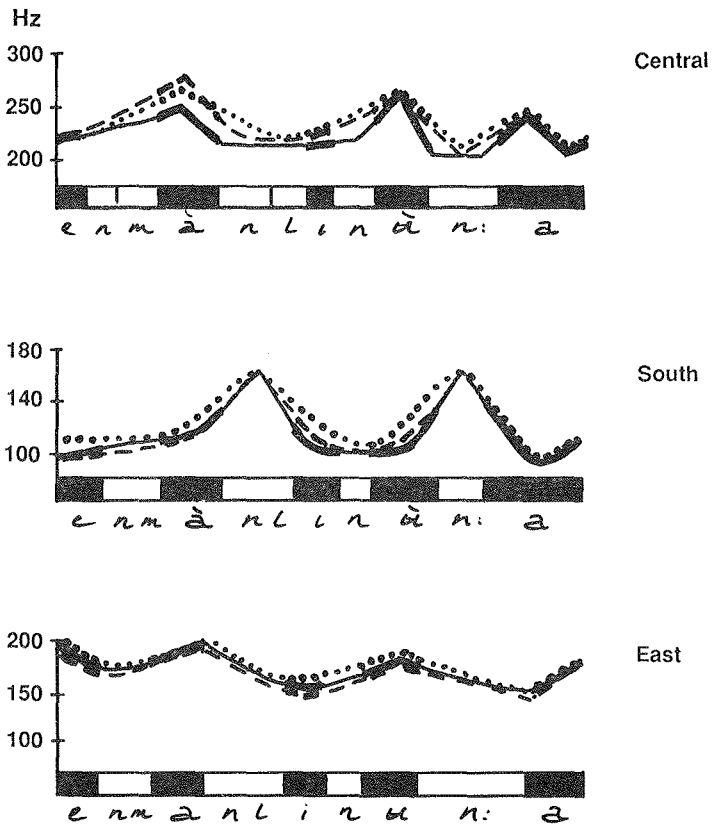 Hz
300
Central
250
200
e n m à n l i n ù n: a
180
South
140
100
e n m à n l i n ù n: a
200
East
150
100
e n m a n l i n u n: a